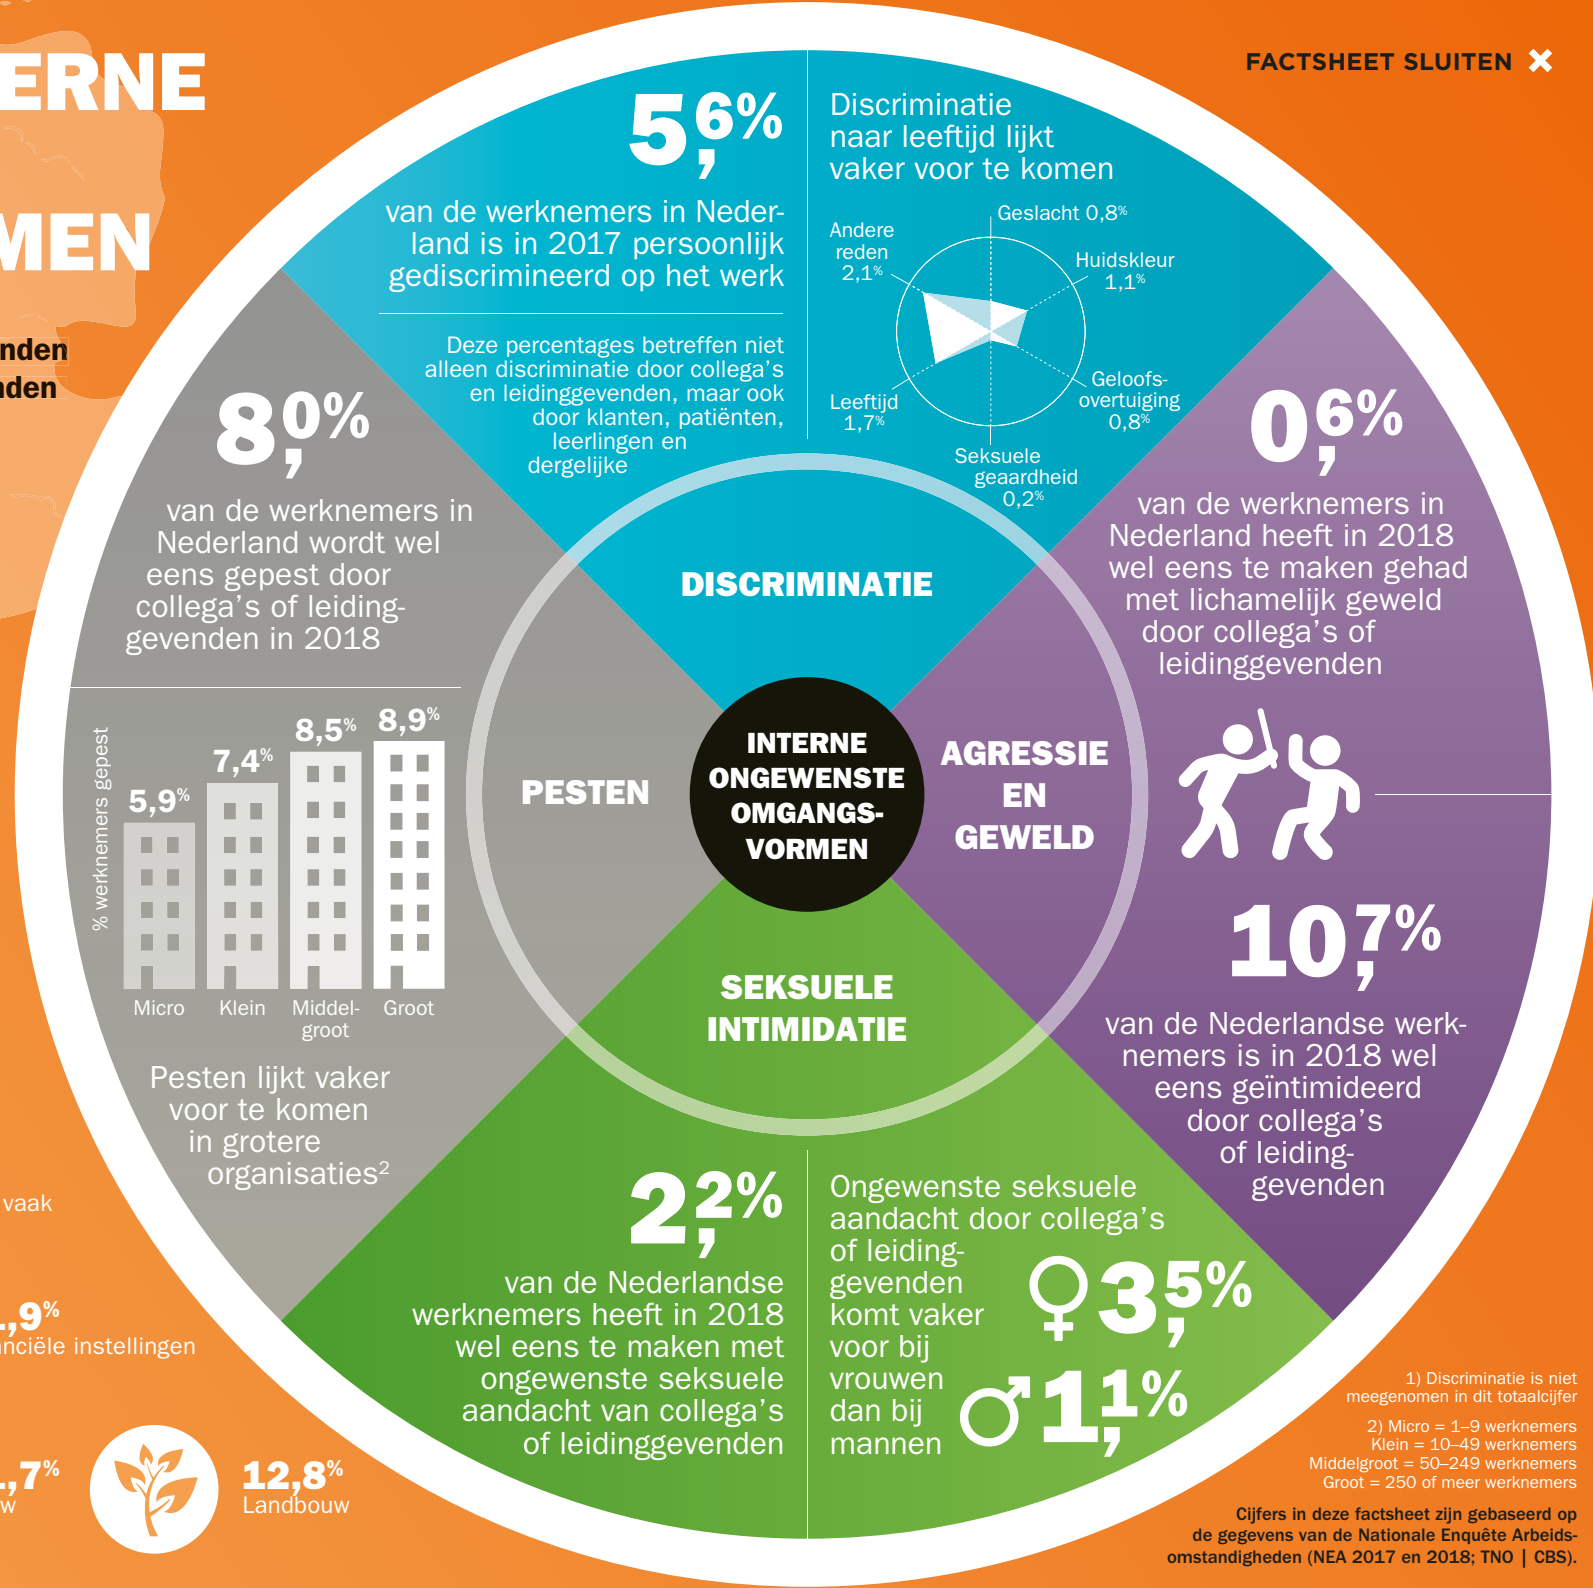 ERNE
MEN
nden
nden
FACTSHEET SLUITEN
5,6%
van de werknemers in Neder-
land is in 2017 persoonlijk
gediscrimineerd op het werk
Deze percentages betreffen niet
alleen discriminatie door collega's
en leidinggevenden, maar ook
door klanten, patiënten,
leerlingen en
dergelijke
Discriminatie
naar leeftijd lijkt
vaker voor te komen
Geslacht 0,8%
Huidskleur
1,1%
Geloofs-
overtuiging
0,8%
Seksuele
geaardheid
0,2%
Leeftijd
1,7%
Andere
reden
2,1%
DISCRIMINATIE
8,0%
van de werknemers in
Nederland wordt wel
eens gepest door
collega's of leiding-
gevenden in 2018
% werknemers gepest
5,9%
7,4%
8,5%
8,9%
Micro
Klein
Middel-
groot
Groot
Pesten lijkt vaker
voor te komen
in grotere
organisaties2
PESTEN
INTERNE
ONGEWENSTE
OMGANGS-
VORMEN
AGRESSIE
EN
GEWELD
0,6%
van de werknemers in
Nederland heeft in 2018
wel eens te maken gehad
met lichamelijk geweld
door collega's of
leidinggevenden
10,7%
van de Nederlandse werk-
nemers is in 2018 wel
eens geïntimideerd
door collega's
of leiding-
gevenden
SEKSUELE
INTIMIDATIE
2,2%
van de Nederlandse
werknemers heeft in 2018
wel eens te maken met
ongewenste seksuele
aandacht van collega's
of leidinggevenden
Ongewenste seksuele
aandacht door collega's
of leiding-
gevenden
komt vaker
voor bij
vrouwen
dan bij
mannen
♀ 3,5%
♂ 1,1%
vaak
,9%
nciële instellingen
,7%
w
12,8%
Landbouw
1) Discriminatie is niet
meegenomen in dit totaalcijfer
2) Micro = 1–9 werknemers
Klein = 10–49 werknemers
Middelgroot = 50–249 werknemers
Groot = 250 of meer werknemers
Cijfers in deze factsheet zijn gebaseerd op
de gegevens van de Nationale Enquête Arbeids-
omstandigheden (NEA 2017 en 2018; TNO | CBS).